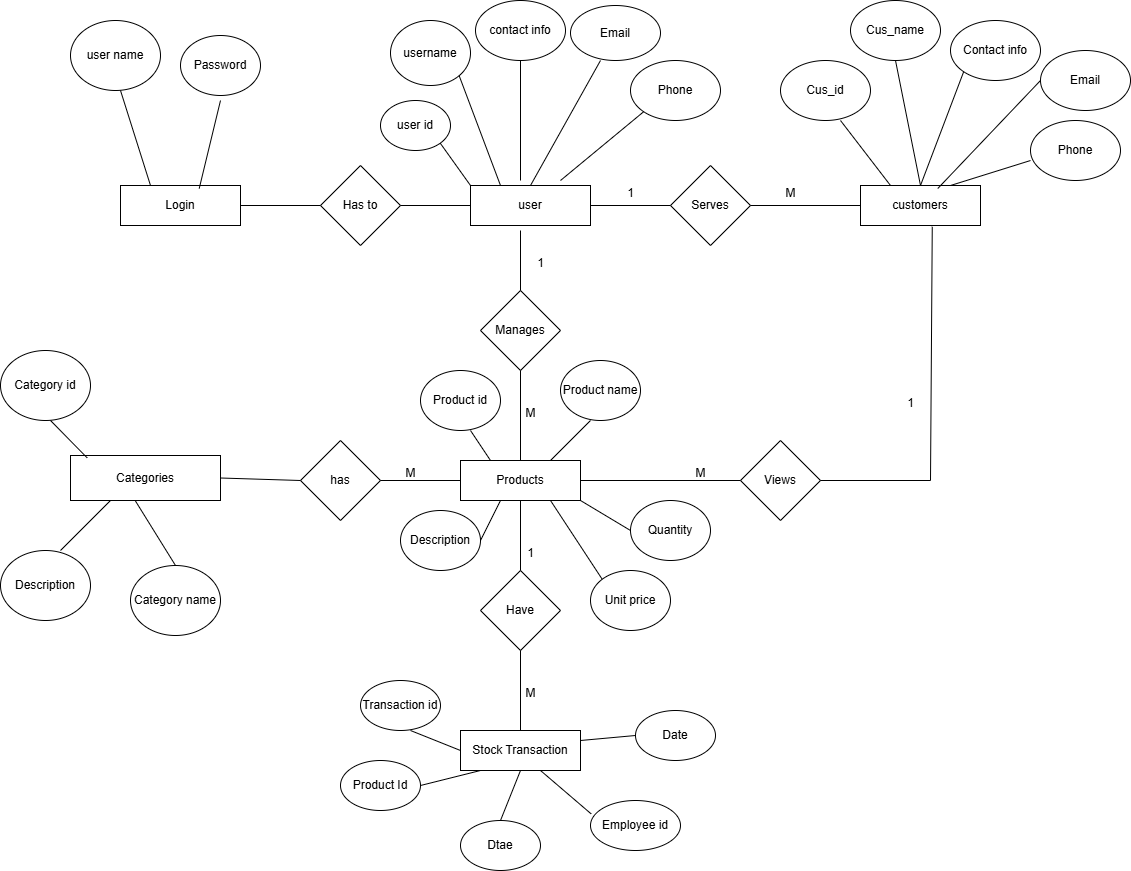 user name
Password
username
contact info
Email
Phone
user id
Cus_name
Contact info
Cus_id
Email
Phone
Login
Has to
user
1
Serves
M
customers
1
Manages
Category id
Product id
Product name
M
1
Categories
has
M
Products
M
Views
Description
Quantity
1
Description
Category name
Have
Unit price
M
Transaction id
Stock Transaction
Date
Product Id
Dtae
Employee id